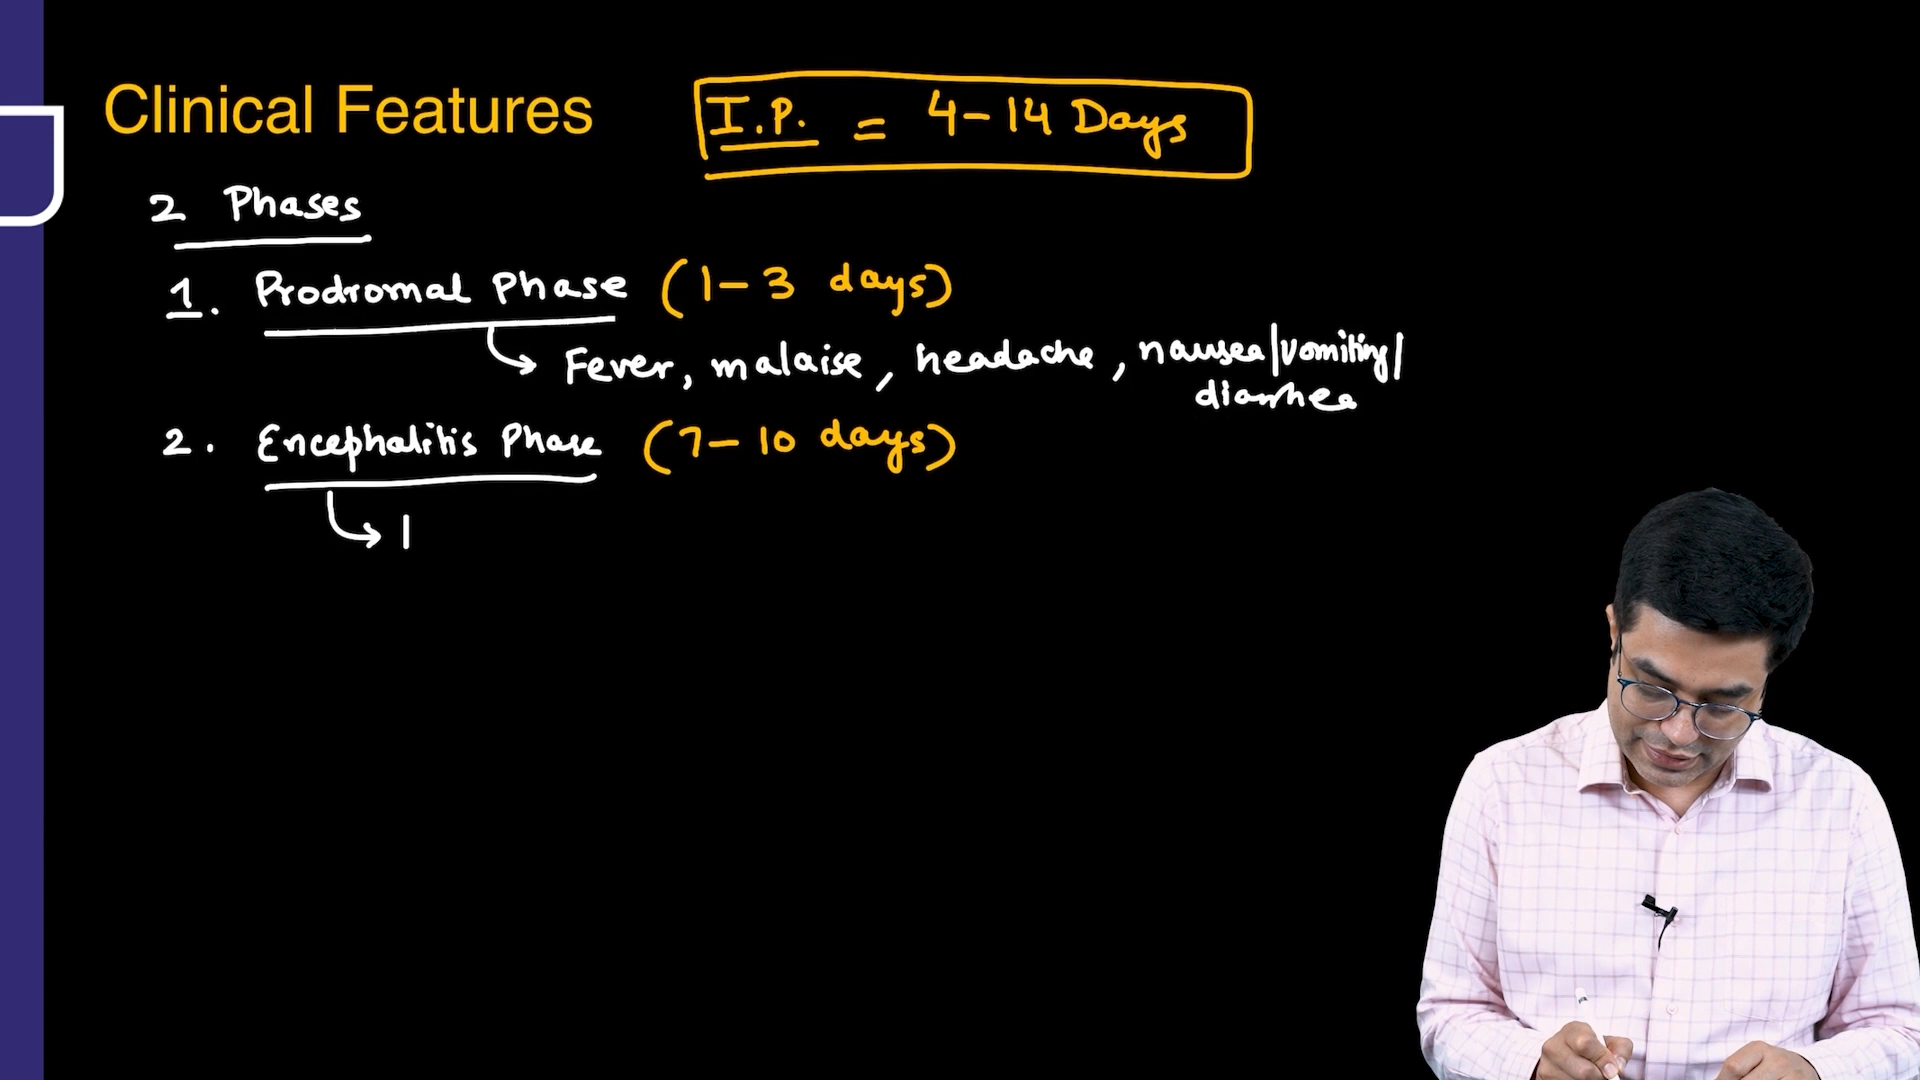 Clinical Features
I.P. = 4-14 Days
2 Phases
1. Prodromal Phase (1-3 days)
Fever, malaise, headache, nausea/vomiting/
diarrhea
2. Encephalitis Phase (7-10 days)